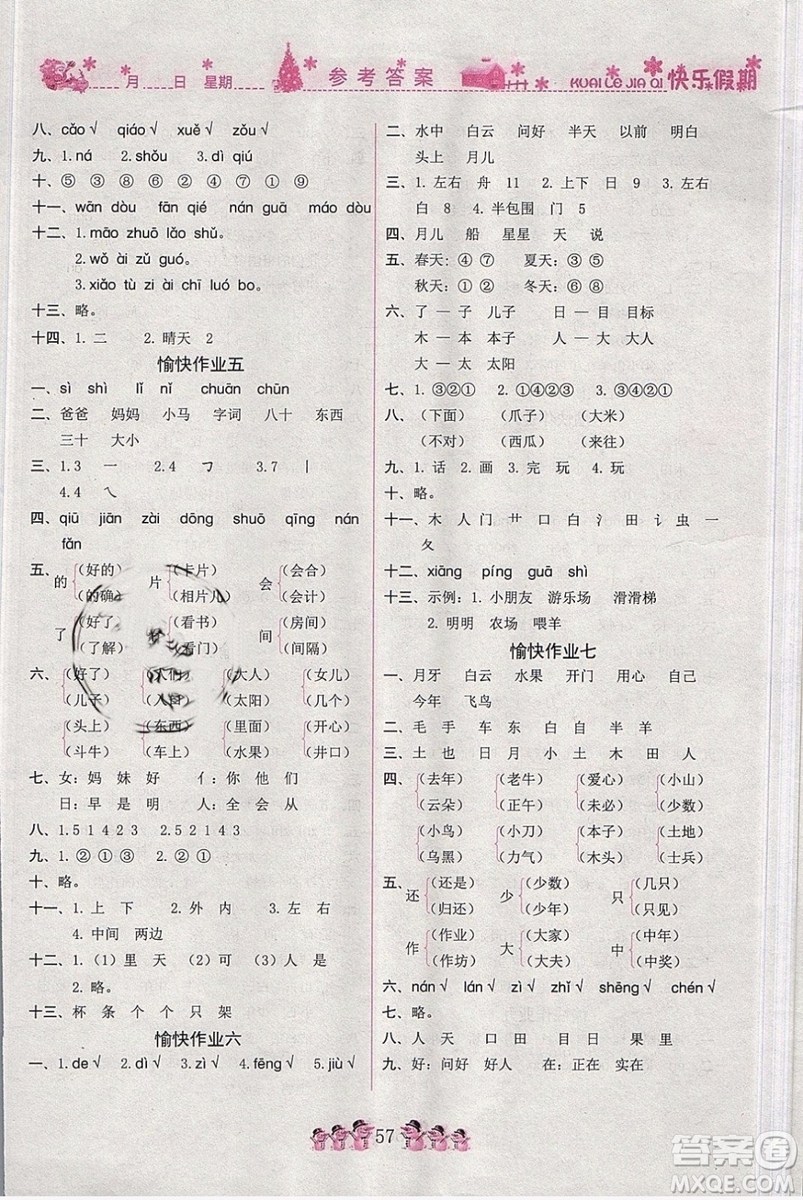 月 日 星期 参考答案 KUAI LE JIA QI 快乐假期
八、cǎo√ qiáo√ xuě√ zǒu√
九、1.ná 2.shǒu 3.dì qiú
十、⑤ ③ ⑧ ② ⑦ ④ ⑥ ① ⑨
十一、wān dòu fān qié nán guā máo dòu
十二、1.māo zhuō lǎo shǔ。
2.wǒ ài zǔ guó。
3.xiǎo tù zi ài chī luó bo。
十三、略。
十四、1.二 2.晴天 2
愉快作业五
一、sì shì lǐ nǐ chuān chūn
二、爸爸 妈妈 小马 字词 八十 东西
三十 大小
三、1.3 一 2.4 ㇆ 3.7 丨
4.4 ㇏
四、qiū jiān zài dōng shuō qīng nán
fǎn
五、的 (好的) 片 (卡片) 会 (会合)
(的确) (相片儿) (会计)
了 (好了) 看 (看书) 间 (房间)
(了解) (看门) (间隔)
六、(好了) (大人) (女儿)
(儿子) (太阳) (几个)
(头上) (东西) (里面) (开心)
(斗牛) (车上) (水果) (井口)
七、女:妈 妹 好 亻:你 他 们
日:早 是 明 人:全 会 从
八、1.5 1 4 2 3 2.5 2 1 4 3
九、1.② ① ③ 2.② ①
十、略。
十一、1.上 下 2.外 内 3.左 右
4.中间 两边
十二、1.(1)里 天 (2)可 (3)人 是
2.略。
十三、杯 条 个 个 只 架
愉快作业六
一、1.de√ 2.dì√ 3.zì√ 4.fēng√ 5.jiù√
二、水中 白云 问好 半天 以前 明白
头上 月儿
三、1.左右 舟 11 2.上下 日 9 3.左右
白 8 4.半包围 门 5
四、月儿 船 星星 天 说
五、春天:④ ⑦ 夏天:③ ⑤
秋天:① ② 冬天:⑥ ⑧
六、了—子 儿子 日—目 目标
木—本 本子 人—大 大人
大—太 太阳
七、1.③②① 2.①④②③ 3.④③②①
八、(下面) (爪子) (大米)
(不对) (西瓜) (来往)
九、1.话 2.画 3.完 玩 4.玩 完
十、略。
十一、木 人 门 艹 口 白 氵 田 讠 虫 一
夂
十二、xiāng píng guā shì
十三、示例:1.小朋友 游乐场 滑滑梯
2.明明 农场 喂羊
愉快作业七
一、月牙 白云 水果 开门 用心 自己
今年 飞鸟
二、毛 手 车 东 白 自 半 羊
三、土 也 日 月 小 土 木 田 人
四、(去年) (老牛) (爱心) (小山)
(云朵) (正午) (未必) (少数)
(小鸟) (小刀) (本子) (土地)
(乌黑) (力气) (木头) (士兵)
五、还 (还是) 少 (少数) 只 (几只)
(归还) (少年) (只见)
作 (作业) 大 (大家) 中 (中年)
(作坊) (大夫) (中奖)
六、nán√ lán√ zì√ zhǐ√ shēng√ chén√
七、略。
八、人 天 口 田 目 日 果 里
九、好:问好 好人 在:正在 实在
57
答案圈
MXQE.COM